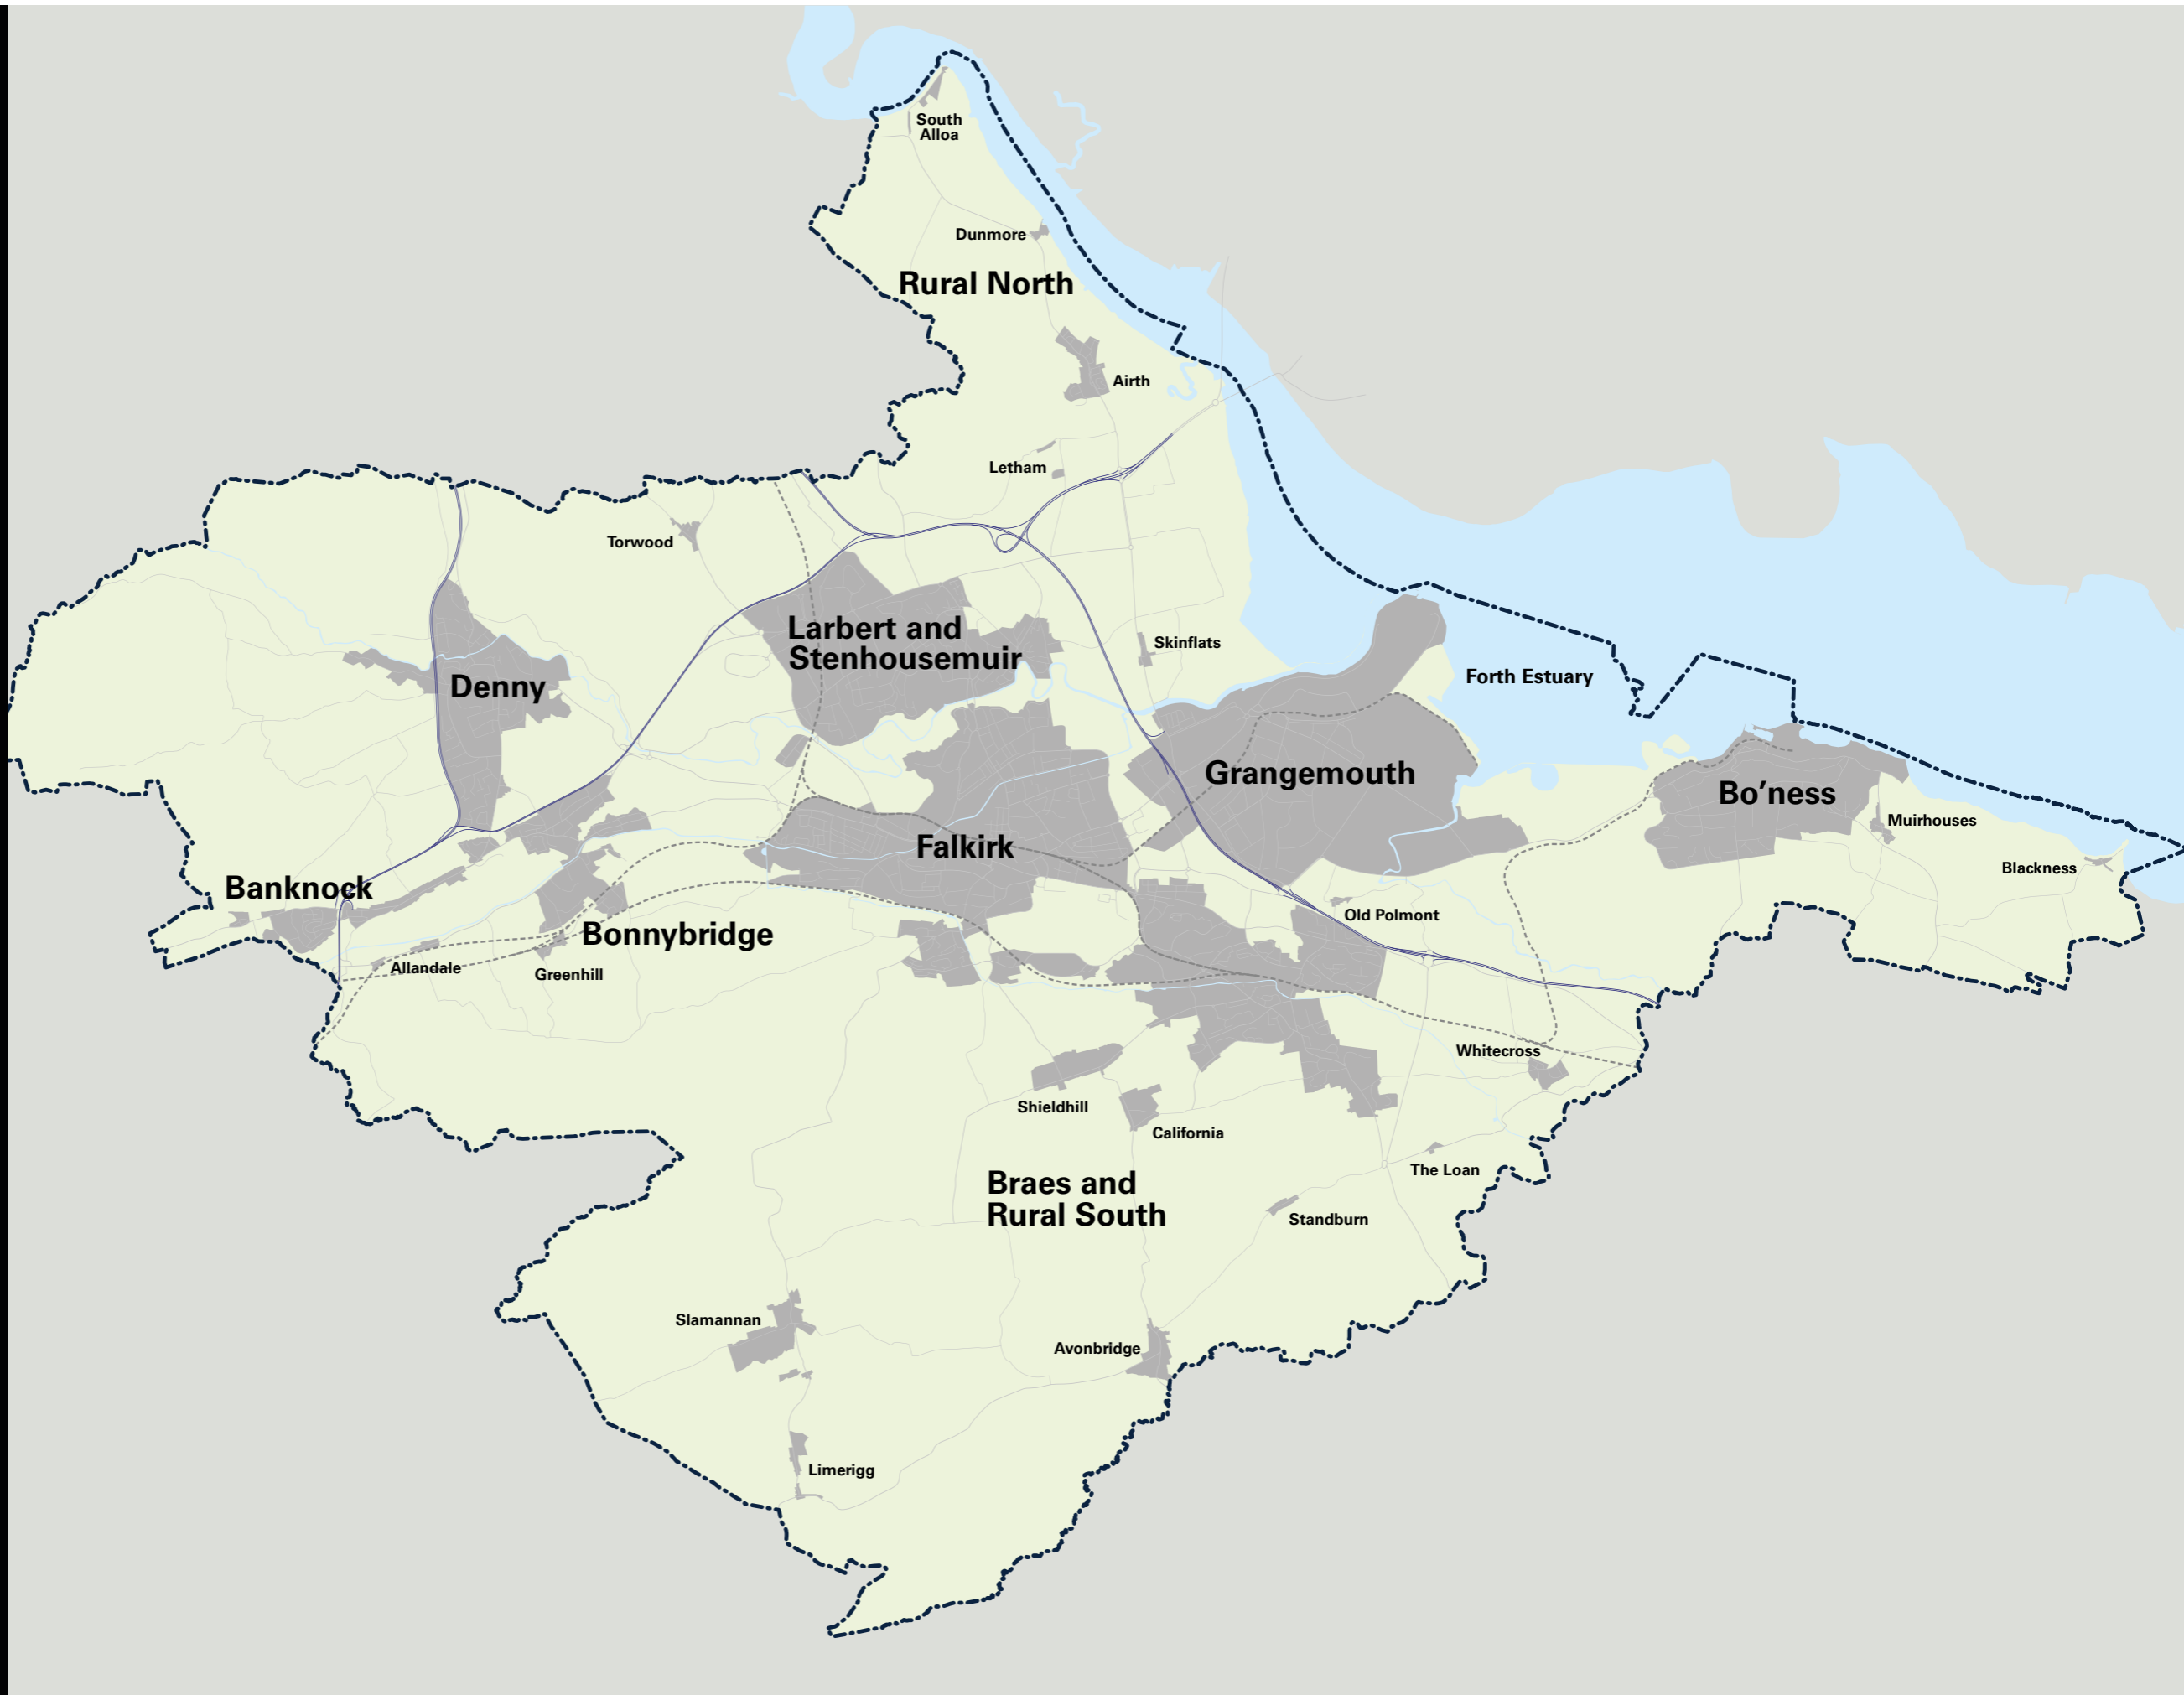 South
Alloa
Dunmore
Rural North
Airth
Letham
Torwood
Larbert and
Stenhousemuir
Skinflats
Forth Estuary
Denny
Grangemouth
Bo’ness
Muirhouses
Falkirk
Blackness
Banknock
Old Polmont
Bonnybridge
Allandale
Greenhill
Whitecross
Shieldhill
California
The Loan
Braes and
Rural South
Standburn
Slamannan
Avonbridge
Limerigg